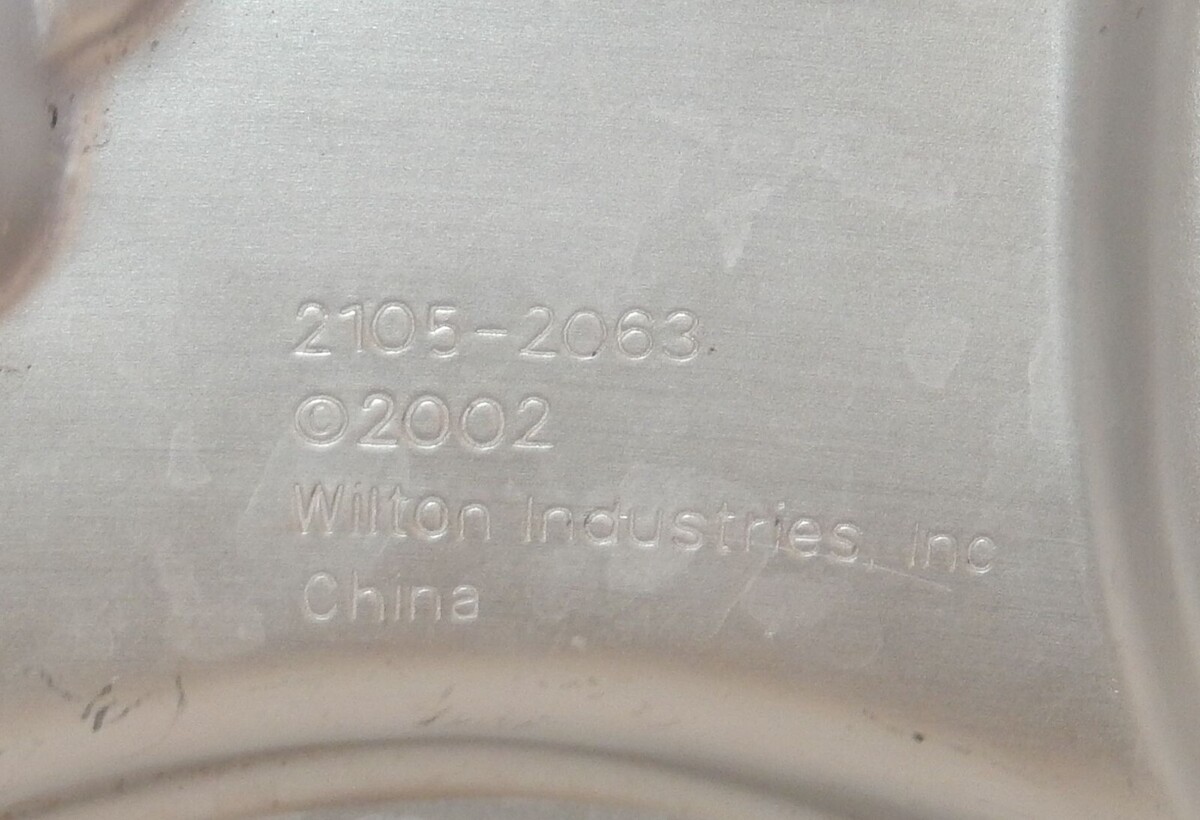 2105-2063
©2002
Wilton Industries, Inc
China